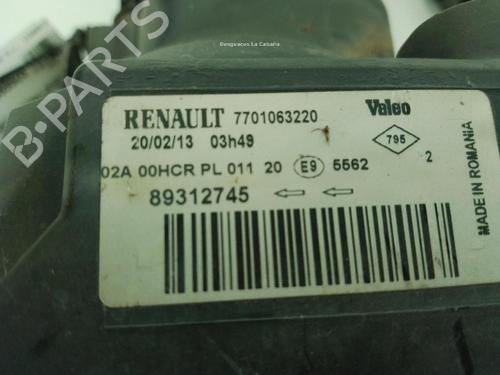 Desguaces La Cabaña
RENAULT 7701063220 Valeo
20/02/13 03h49 795
02A 00HCR PL 011 20 E9 5562 2
89312745
MADE IN ROMANIA
B-PARTS